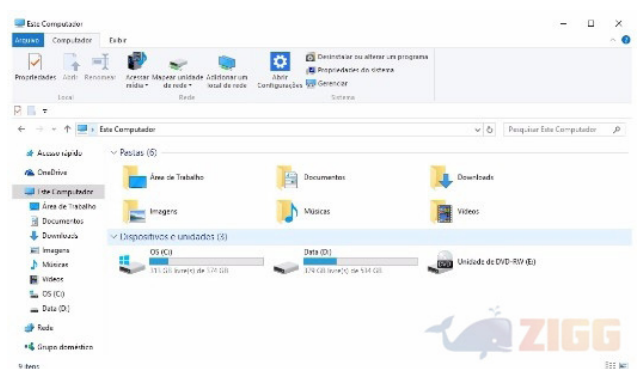 Este Computador
Arquivo Computador Exibir
Propriedades Abrir Renomear Acessar mídia Mapear unidade de rede Adicionar um local de rede Abrir Configurações Desinstalar ou alterar um programa
Propriedades do sistema
Gerenciar
Local Rede Sistema
Este Computador Pesquisar Este Computador
Acesso rápido
OneDrive
Este Computador
Área de Trabalho
Documentos
Downloads
Imagens
Músicas
Vídeos
OS (C:)
Data (D:)
Rede
Grupo doméstico
Pastas (6)
Área de Trabalho Documentos Downloads
Imagens Músicas Vídeos
Dispositivos e unidades (3)
OS (C:) Data (D:) Unidade de DVD-RW (E:)
livre(s) de livre(s) de
9 itens
ZIGG